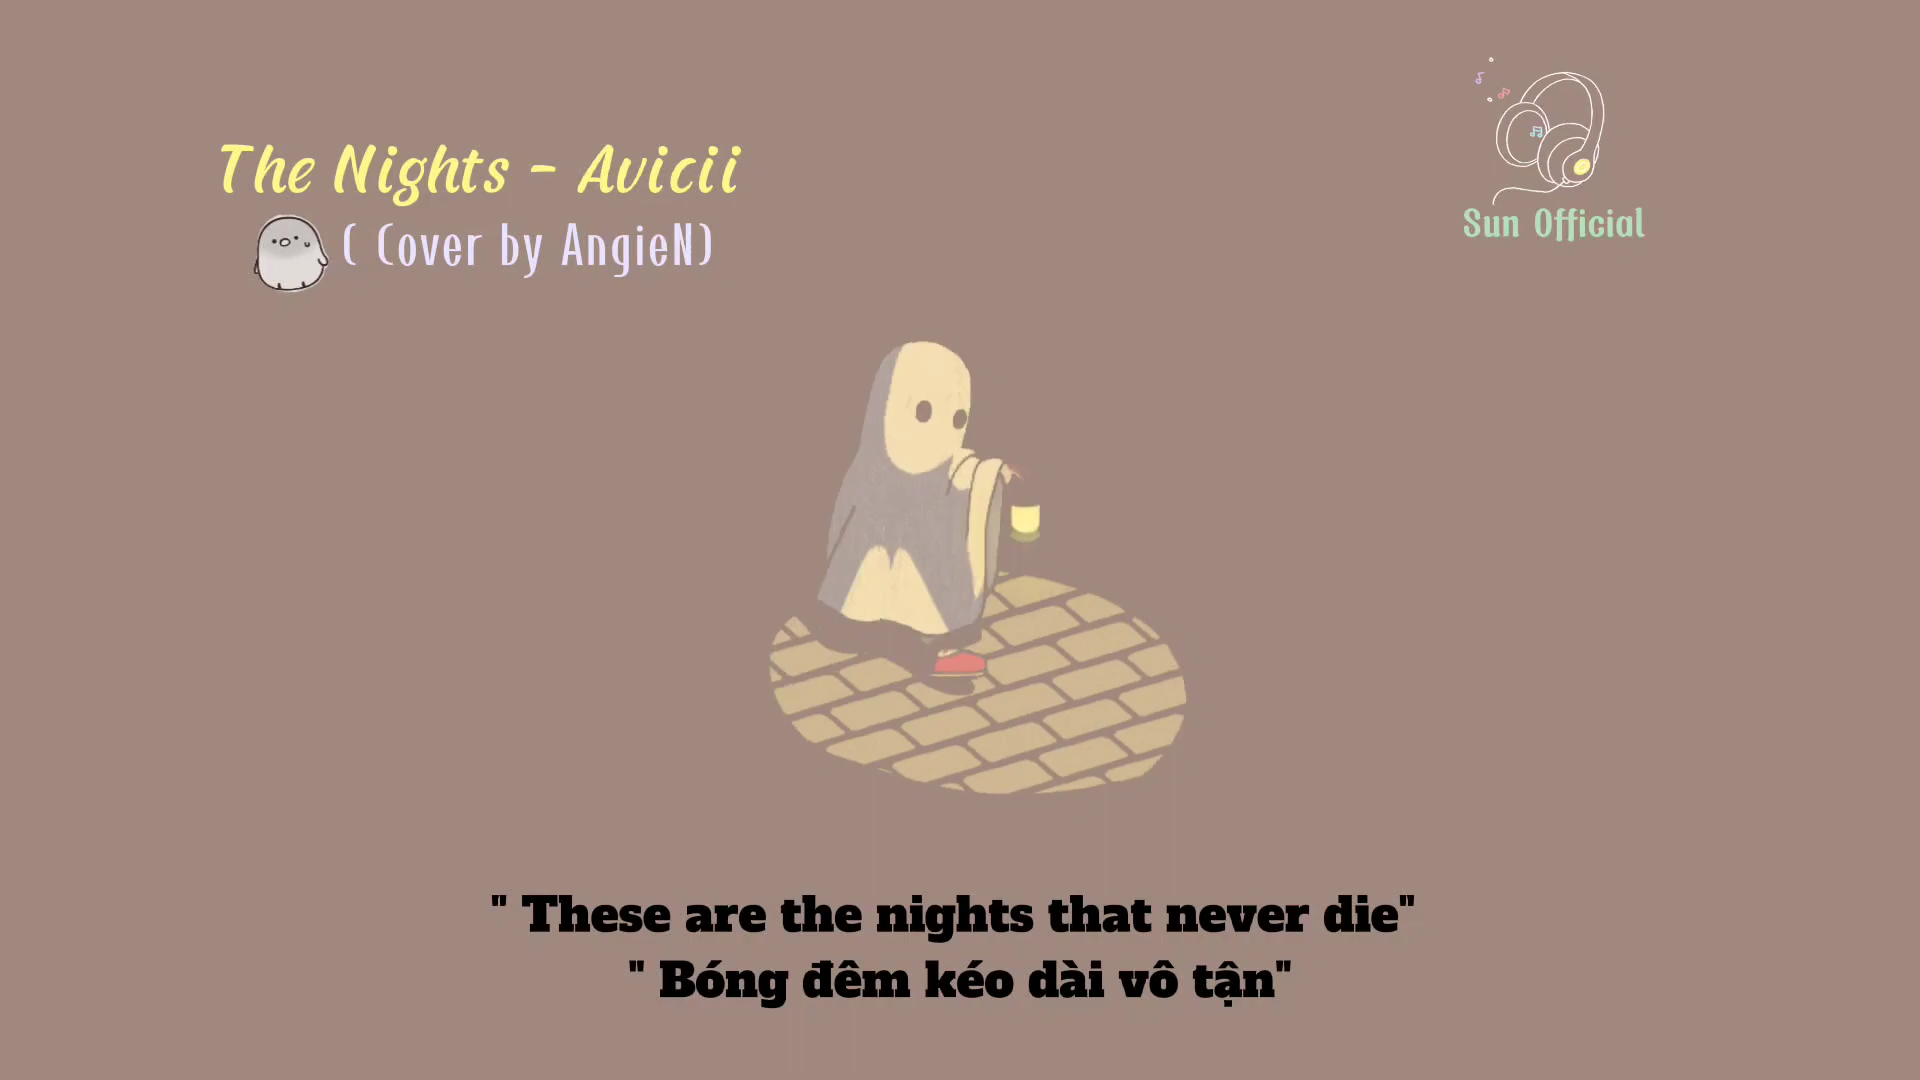 The Nights - Avicii
( Cover by AngieN)
Sun Official
" These are the nights that never die"
" Bóng đêm kéo dài vô tận"